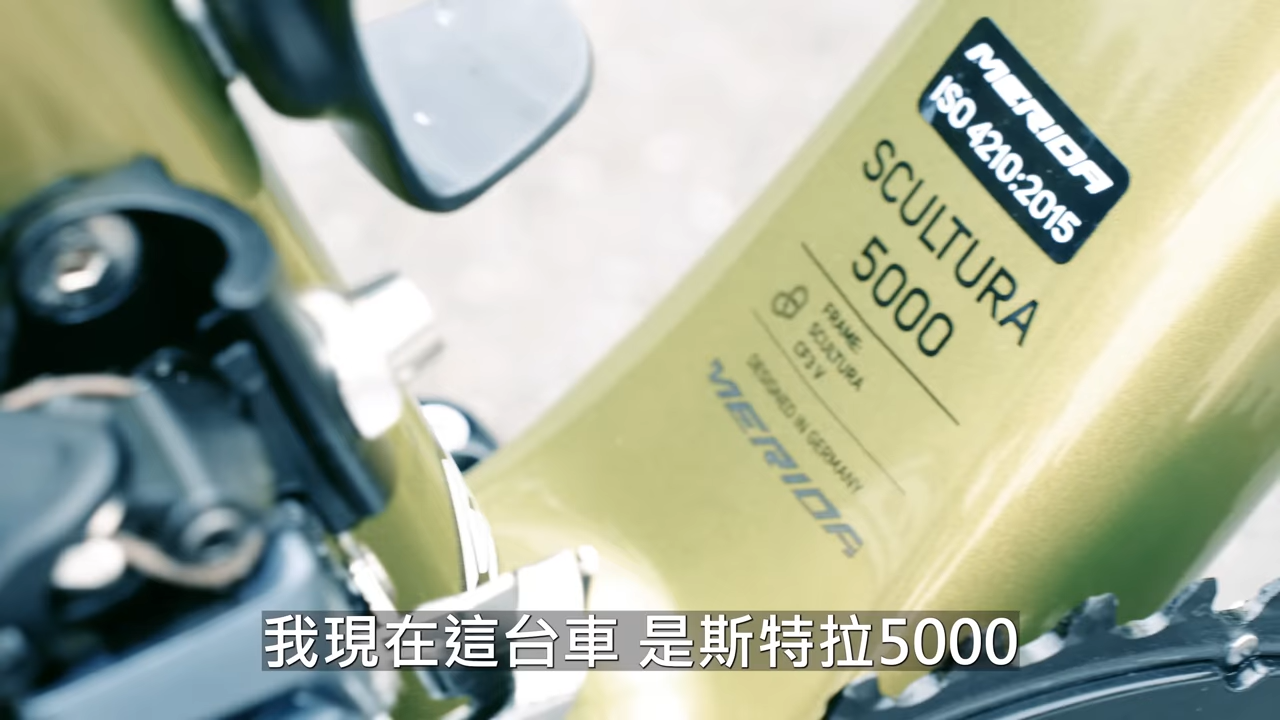 MERIDA
ISO 4210:2015
SCULTURA
5000
FRAME:
SCULTURA
CF3 V
DESIGNED IN GERMANY
MERIDA
我現在這台車 是斯特拉5000